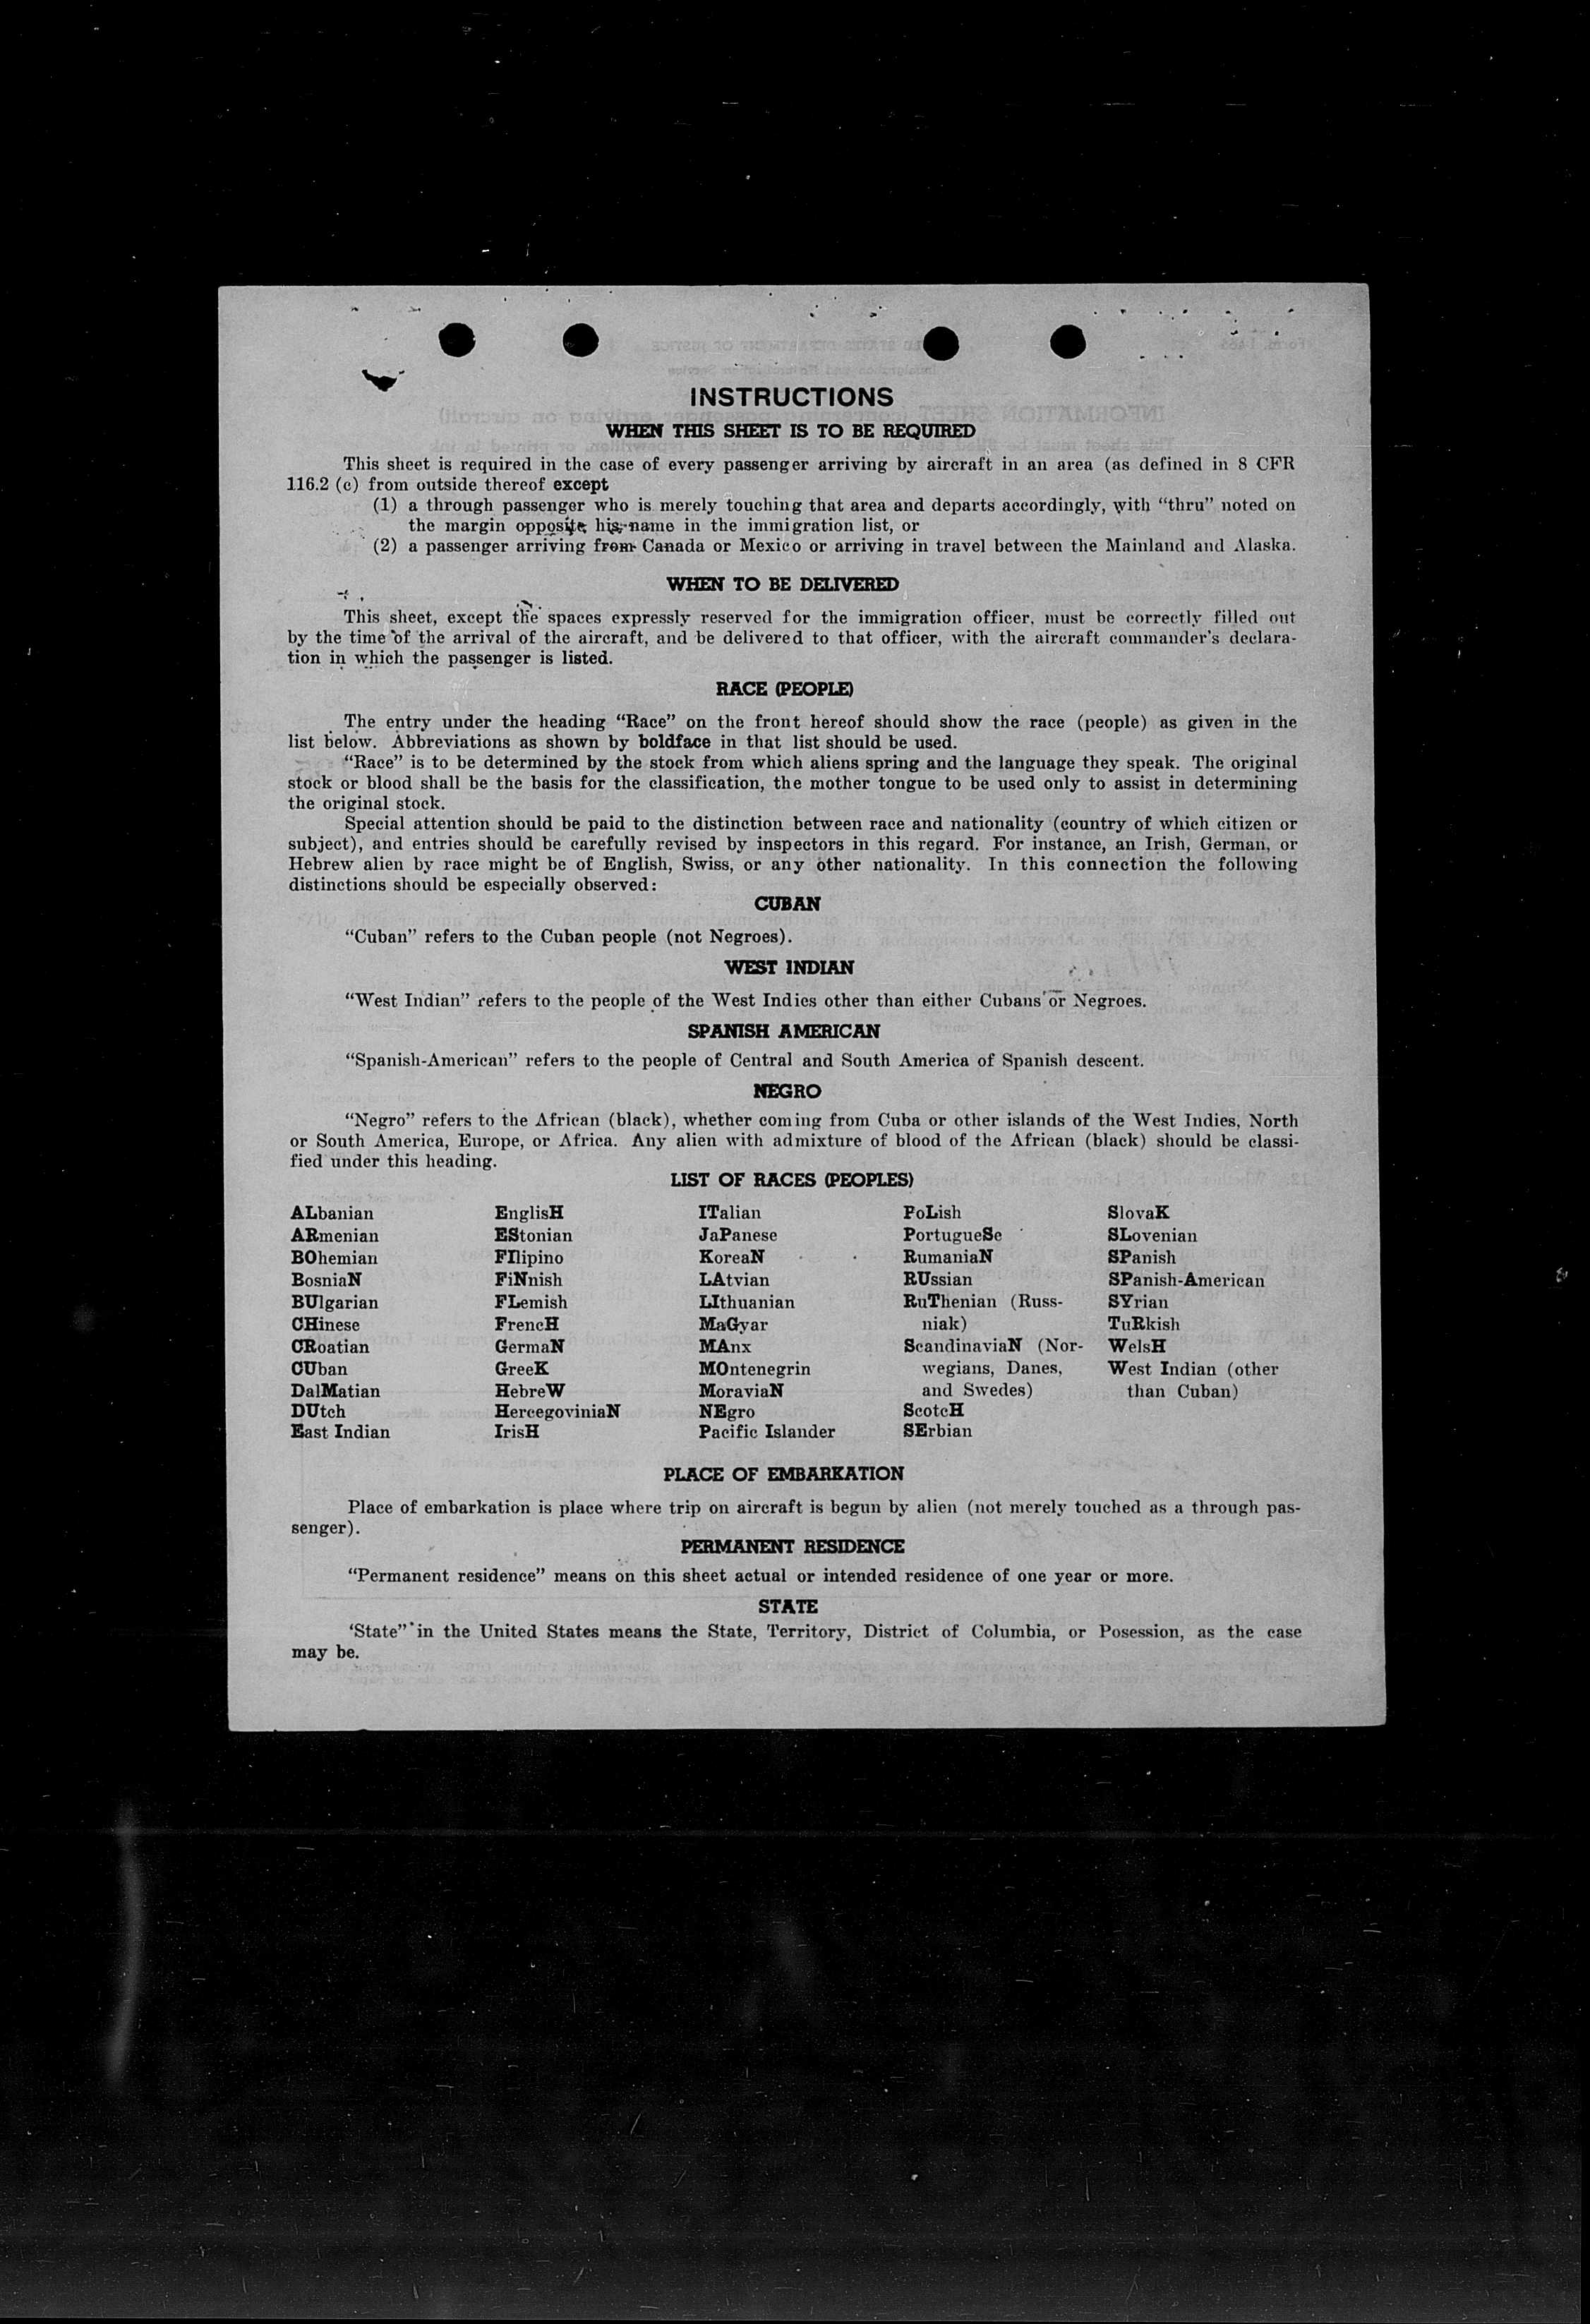 INSTRUCTIONS
WHEN THIS SHEET IS TO BE REQUIRED
This sheet is required in the case of every passenger arriving by aircraft in an area (as defined in 8 CFR
116.2 (c) from outside thereof except
(1) a through passenger who is merely touching that area and departs accordingly, with “thru” noted on
the margin opposite his name in the immigration list, or
(2) a passenger arriving from Canada or Mexico or arriving in travel between the Mainland and Alaska.
WHEN TO BE DELIVERED
This sheet, except the spaces expressly reserved for the immigration officer, must be correctly filled out
by the time of the arrival of the aircraft, and be delivered to that officer, with the aircraft commander’s declara-
tion in which the passenger is listed.
RACE (PEOPLE)
The entry under the heading “Race” on the front hereof should show the race (people) as given in the
list below. Abbreviations as shown by boldface in that list should be used.
“Race” is to be determined by the stock from which aliens spring and the language they speak. The original
stock or blood shall be the basis for the classification, the mother tongue to be used only to assist in determining
the original stock.
Special attention should be paid to the distinction between race and nationality (country of which citizen or
subject), and entries should be carefully revised by inspectors in this regard. For instance, an Irish, German, or
Hebrew alien by race might be of English, Swiss, or any other nationality. In this connection the following
distinctions should be especially observed:
CUBAN
“Cuban” refers to the Cuban people (not Negroes).
WEST INDIAN
“West Indian” refers to the people of the West Indies other than either Cubans or Negroes.
SPANISH AMERICAN
“Spanish-American” refers to the people of Central and South America of Spanish descent.
NEGRO
“Negro” refers to the African (black), whether coming from Cuba or other islands of the West Indies, North
or South America, Europe, or Africa. Any alien with admixture of blood of the African (black) should be classi-
fied under this heading.
LIST OF RACES (PEOPLES)
ALbanian
ARmenian
BOhemian
BosniaN
BUlgarian
CHinese
CRoatian
CUban
DalMatian
DUtch
East Indian
EnglisH
EStonian
FIlipino
FiNnish
FLemish
FrencH
GermaN
GreeK
HebreW
HercegoviniaN
IrisH
ITalian
JaPanese
KoreaN
LAtvian
LIthuanian
MaGyar
MAnx
MOntenegrin
MoraviaN
NEgro
Pacific Islander
PoLish
PortugueSe
RumaniaN
RUssian
RuThenian (Russ-
niak)
ScandinaviaN (Nor-
wegians, Danes,
and Swedes)
ScotcH
SErbian
SlovaK
SLovenian
SPanish
SPanish-American
SYrian
TuRkish
WelsH
West Indian (other
than Cuban)
PLACE OF EMBARKATION
Place of embarkation is place where trip on aircraft is begun by alien (not merely touched as a through pas-
senger).
PERMANENT RESIDENCE
“Permanent residence” means on this sheet actual or intended residence of one year or more.
STATE
‘State” in the United States means the State, Territory, District of Columbia, or Posession, as the case
may be.